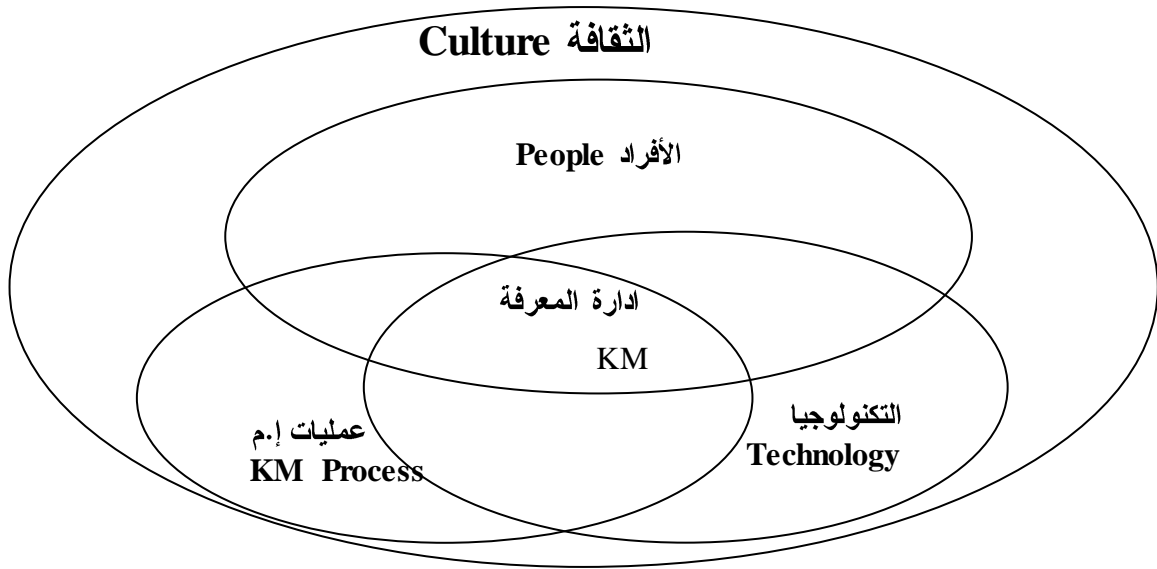 الثقافة Culture
الأفراد People
ادارة المعرفة
KM
عمليات إ.م
KM Process
التكنولوجيا
Technology